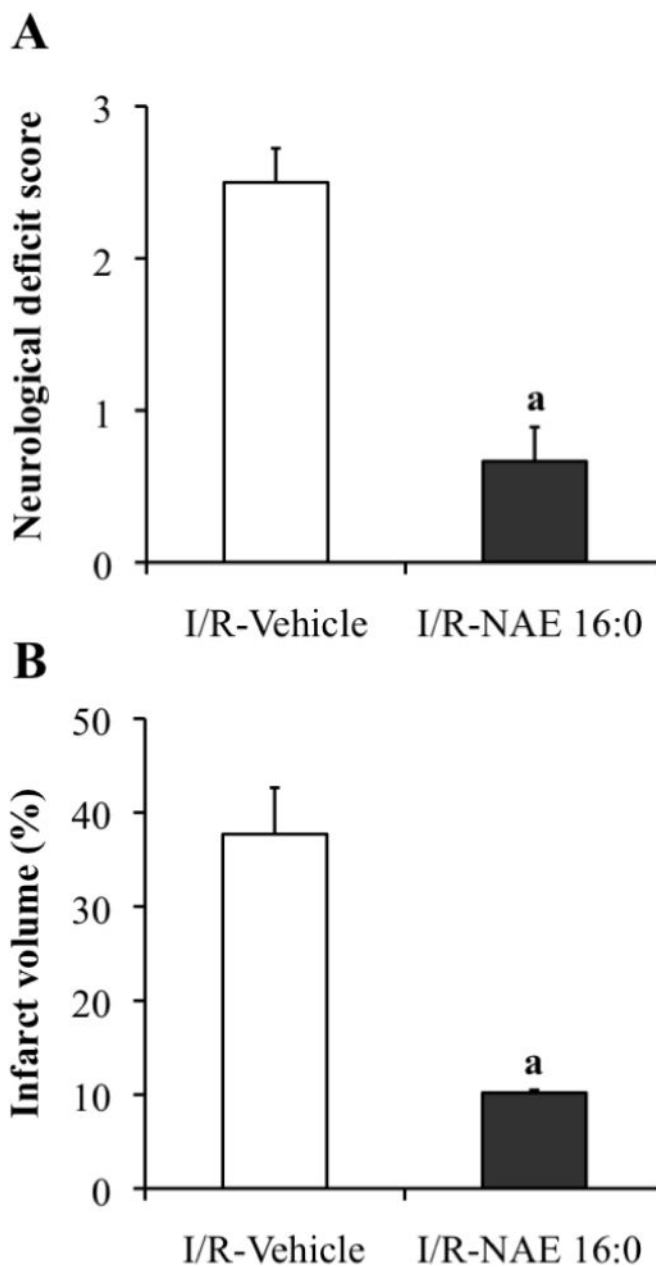 A
Neurological deficit score
3
2
1
0
a
I/R-Vehicle I/R-NAE 16:0
B
Infarct volume (%)
50
40
30
20
10
0
a
I/R-Vehicle I/R-NAE 16:0